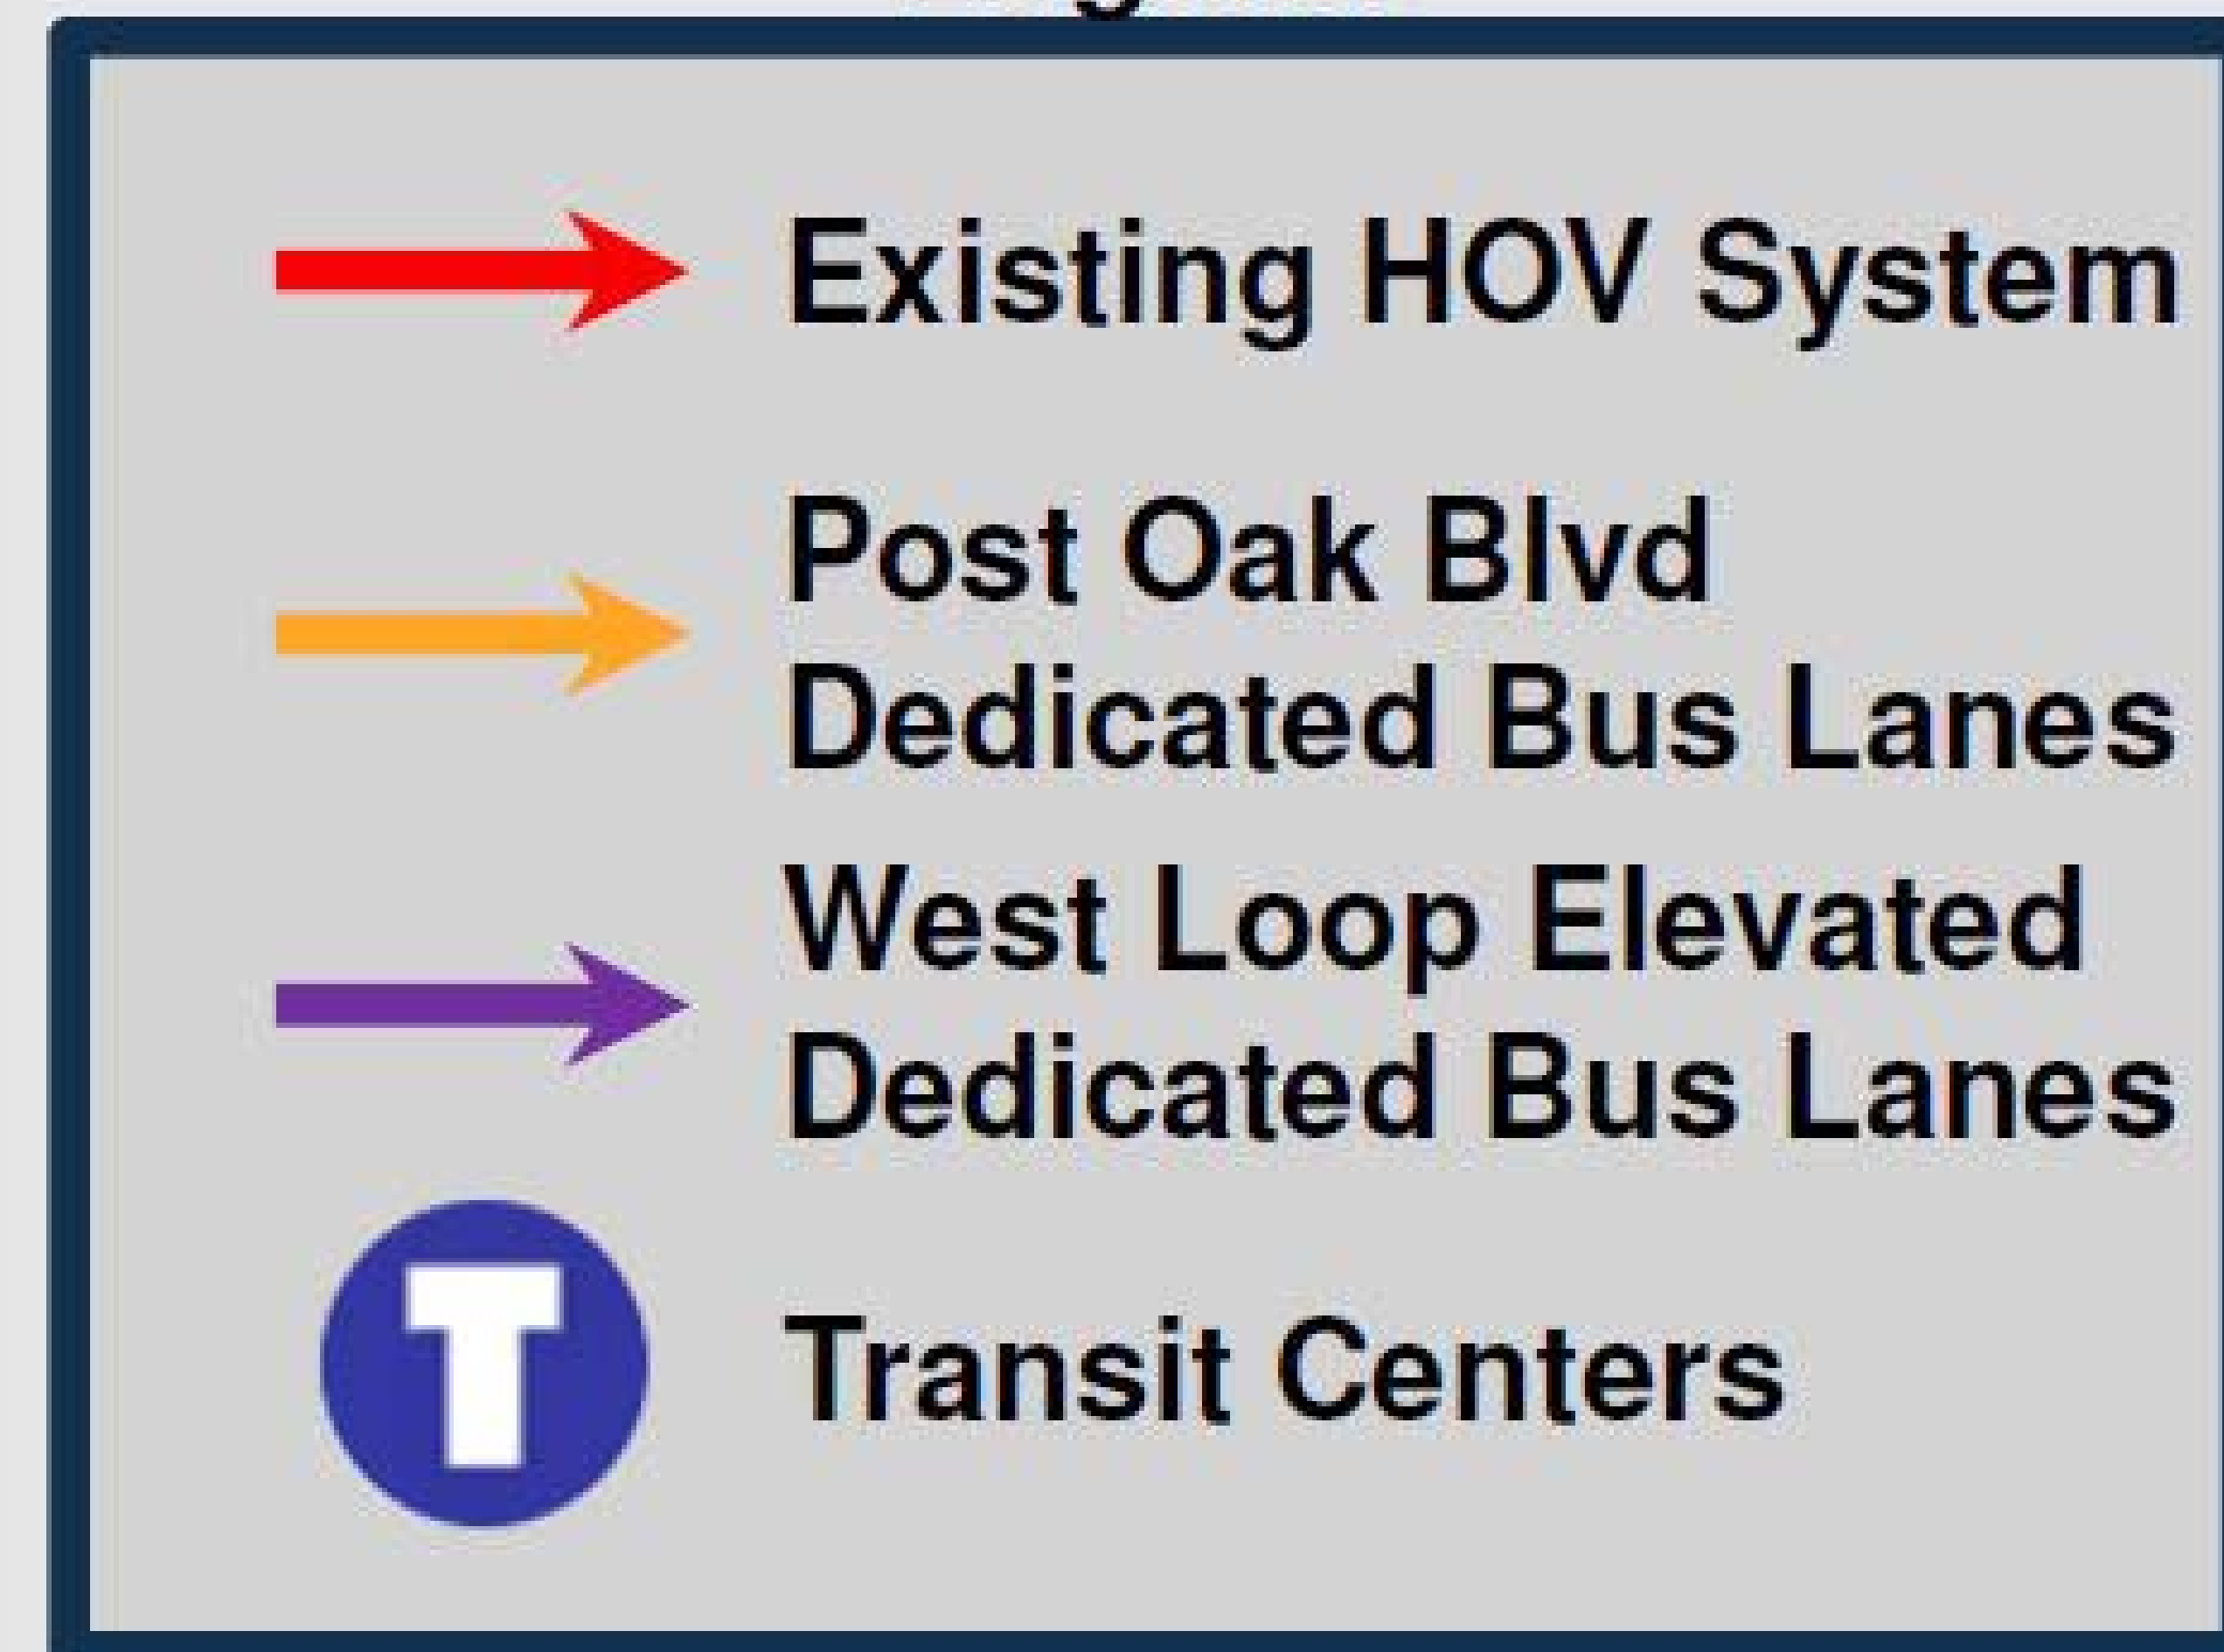 Existing HOV System
Post Oak Blvd
Dedicated Bus Lanes
West Loop Elevated
Dedicated Bus Lanes
T
Transit Centers